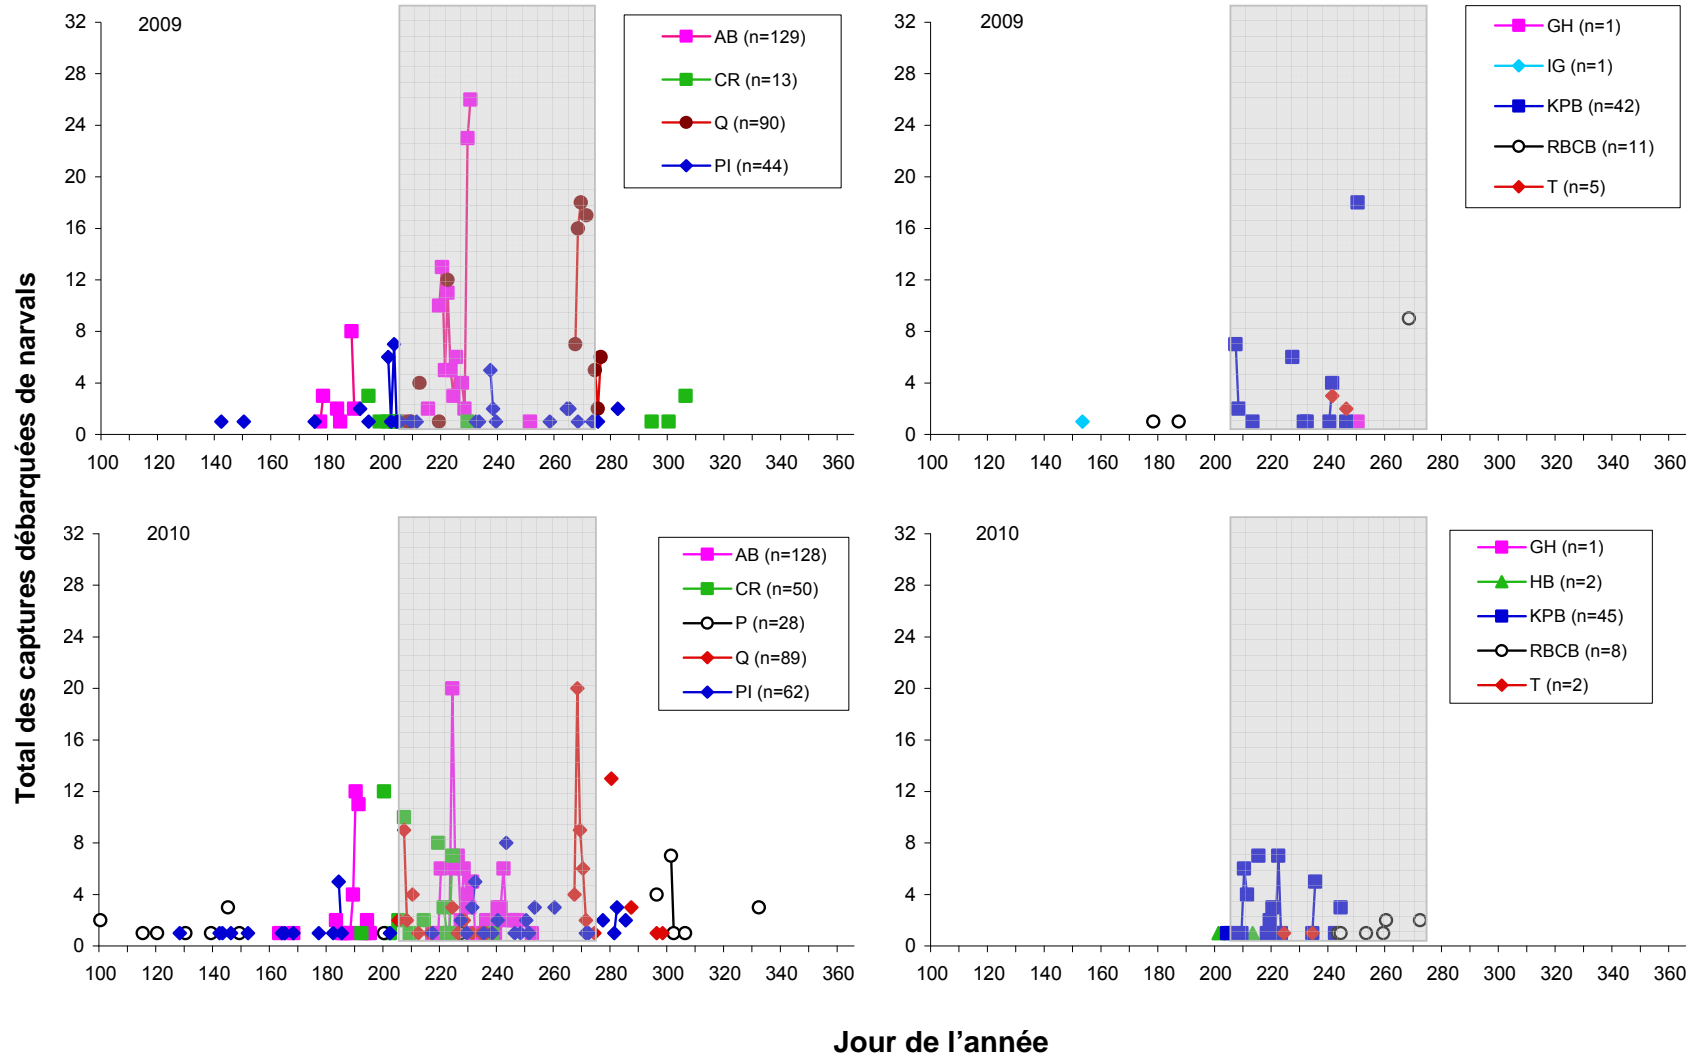 Total des captures débarquées de narvals
2009
32
28
24
20
16
12
8
4
0
100 120 140 160 180 200 220 240 260 280 300 320 340 360
AB (n=129)
CR (n=13)
Q (n=90)
PI (n=44)
2009
32
28
24
20
16
12
8
4
0
100 120 140 160 180 200 220 240 260 280 300 320 340 360
GH (n=1)
IG (n=1)
KPB (n=42)
RBCB (n=11)
T (n=5)
2010
32
28
24
20
16
12
8
4
0
100 120 140 160 180 200 220 240 260 280 300 320 340 360
AB (n=128)
CR (n=50)
P (n=28)
Q (n=89)
PI (n=62)
2010
32
28
24
20
16
12
8
4
0
100 120 140 160 180 200 220 240 260 280 300 320 340 360
GH (n=1)
HB (n=2)
KPB (n=45)
RBCB (n=8)
T (n=2)
Jour de l’année